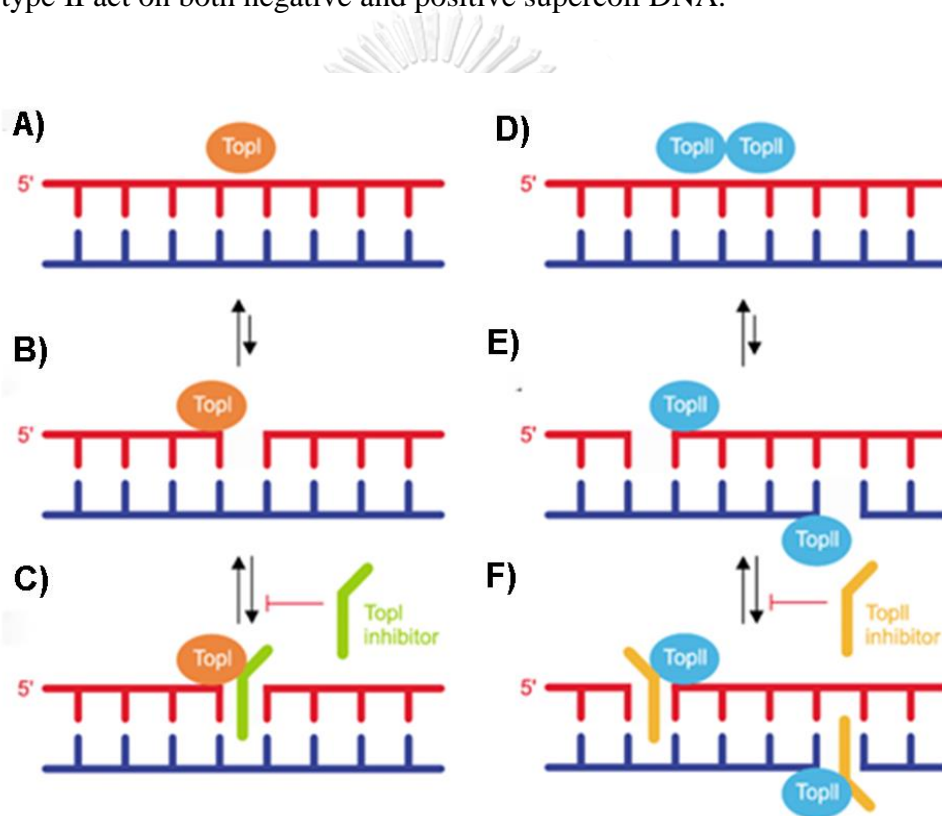 type II act on both negative and positive supercoil DNA.
A)
TopI
5'
B)
TopI
5'
C)
TopI
inhibitor
TopI
5'
D)
TopII TopII
5'
E)
TopII
5'
TopII
F)
TopII
inhibitor
TopII
5'
TopII